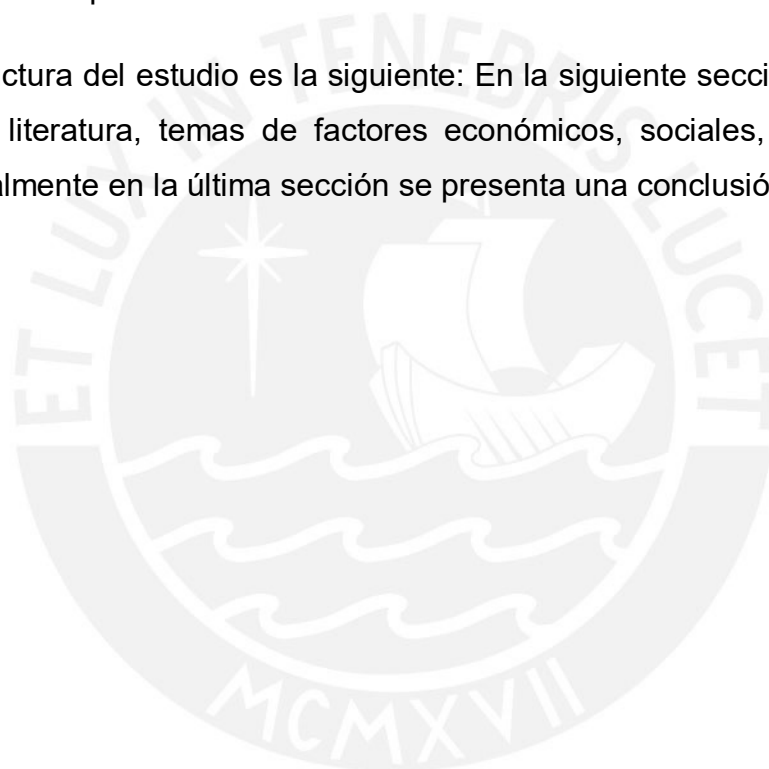 ctura del estudio es la siguiente: En la siguiente secci
literatura, temas de factores económicos, sociales,
almente en la última sección se presenta una conclusió
ET LUX IN TENEBRIS LUCET
MCMXVII